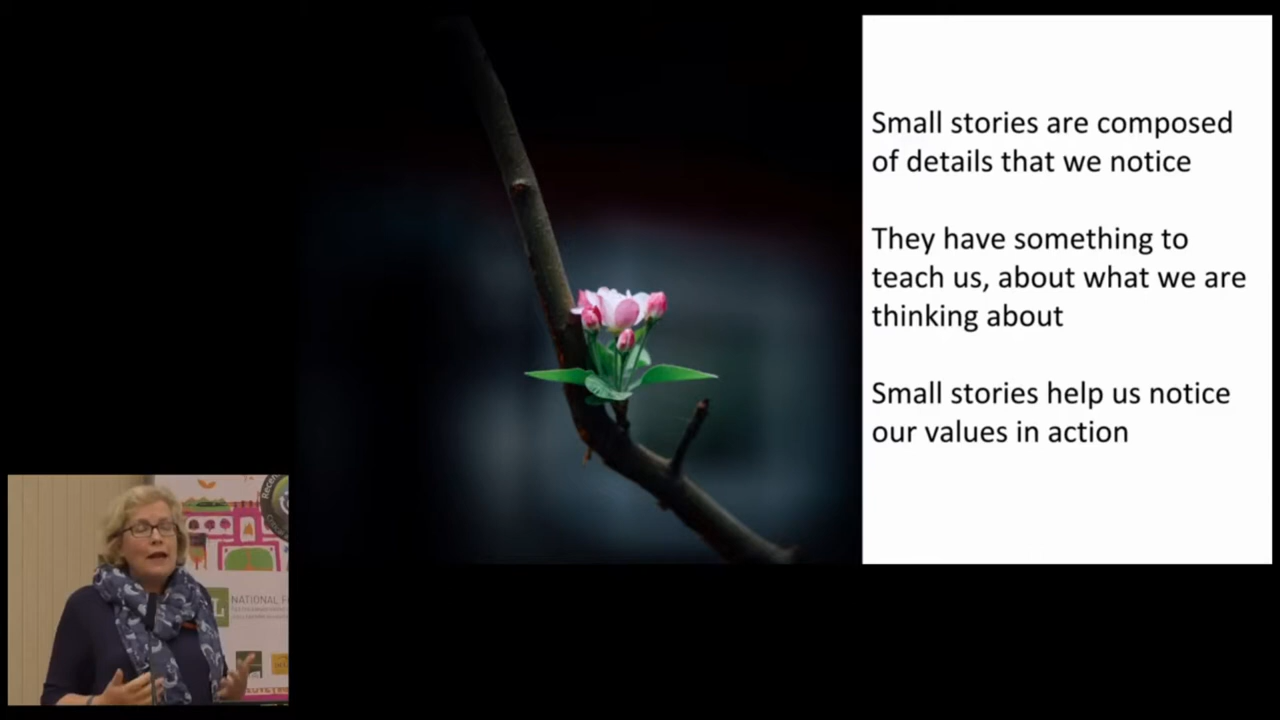 Small stories are composed
of details that we notice
They have something to
teach us, about what we are
thinking about
Small stories help us notice
our values in action
NATIONAL